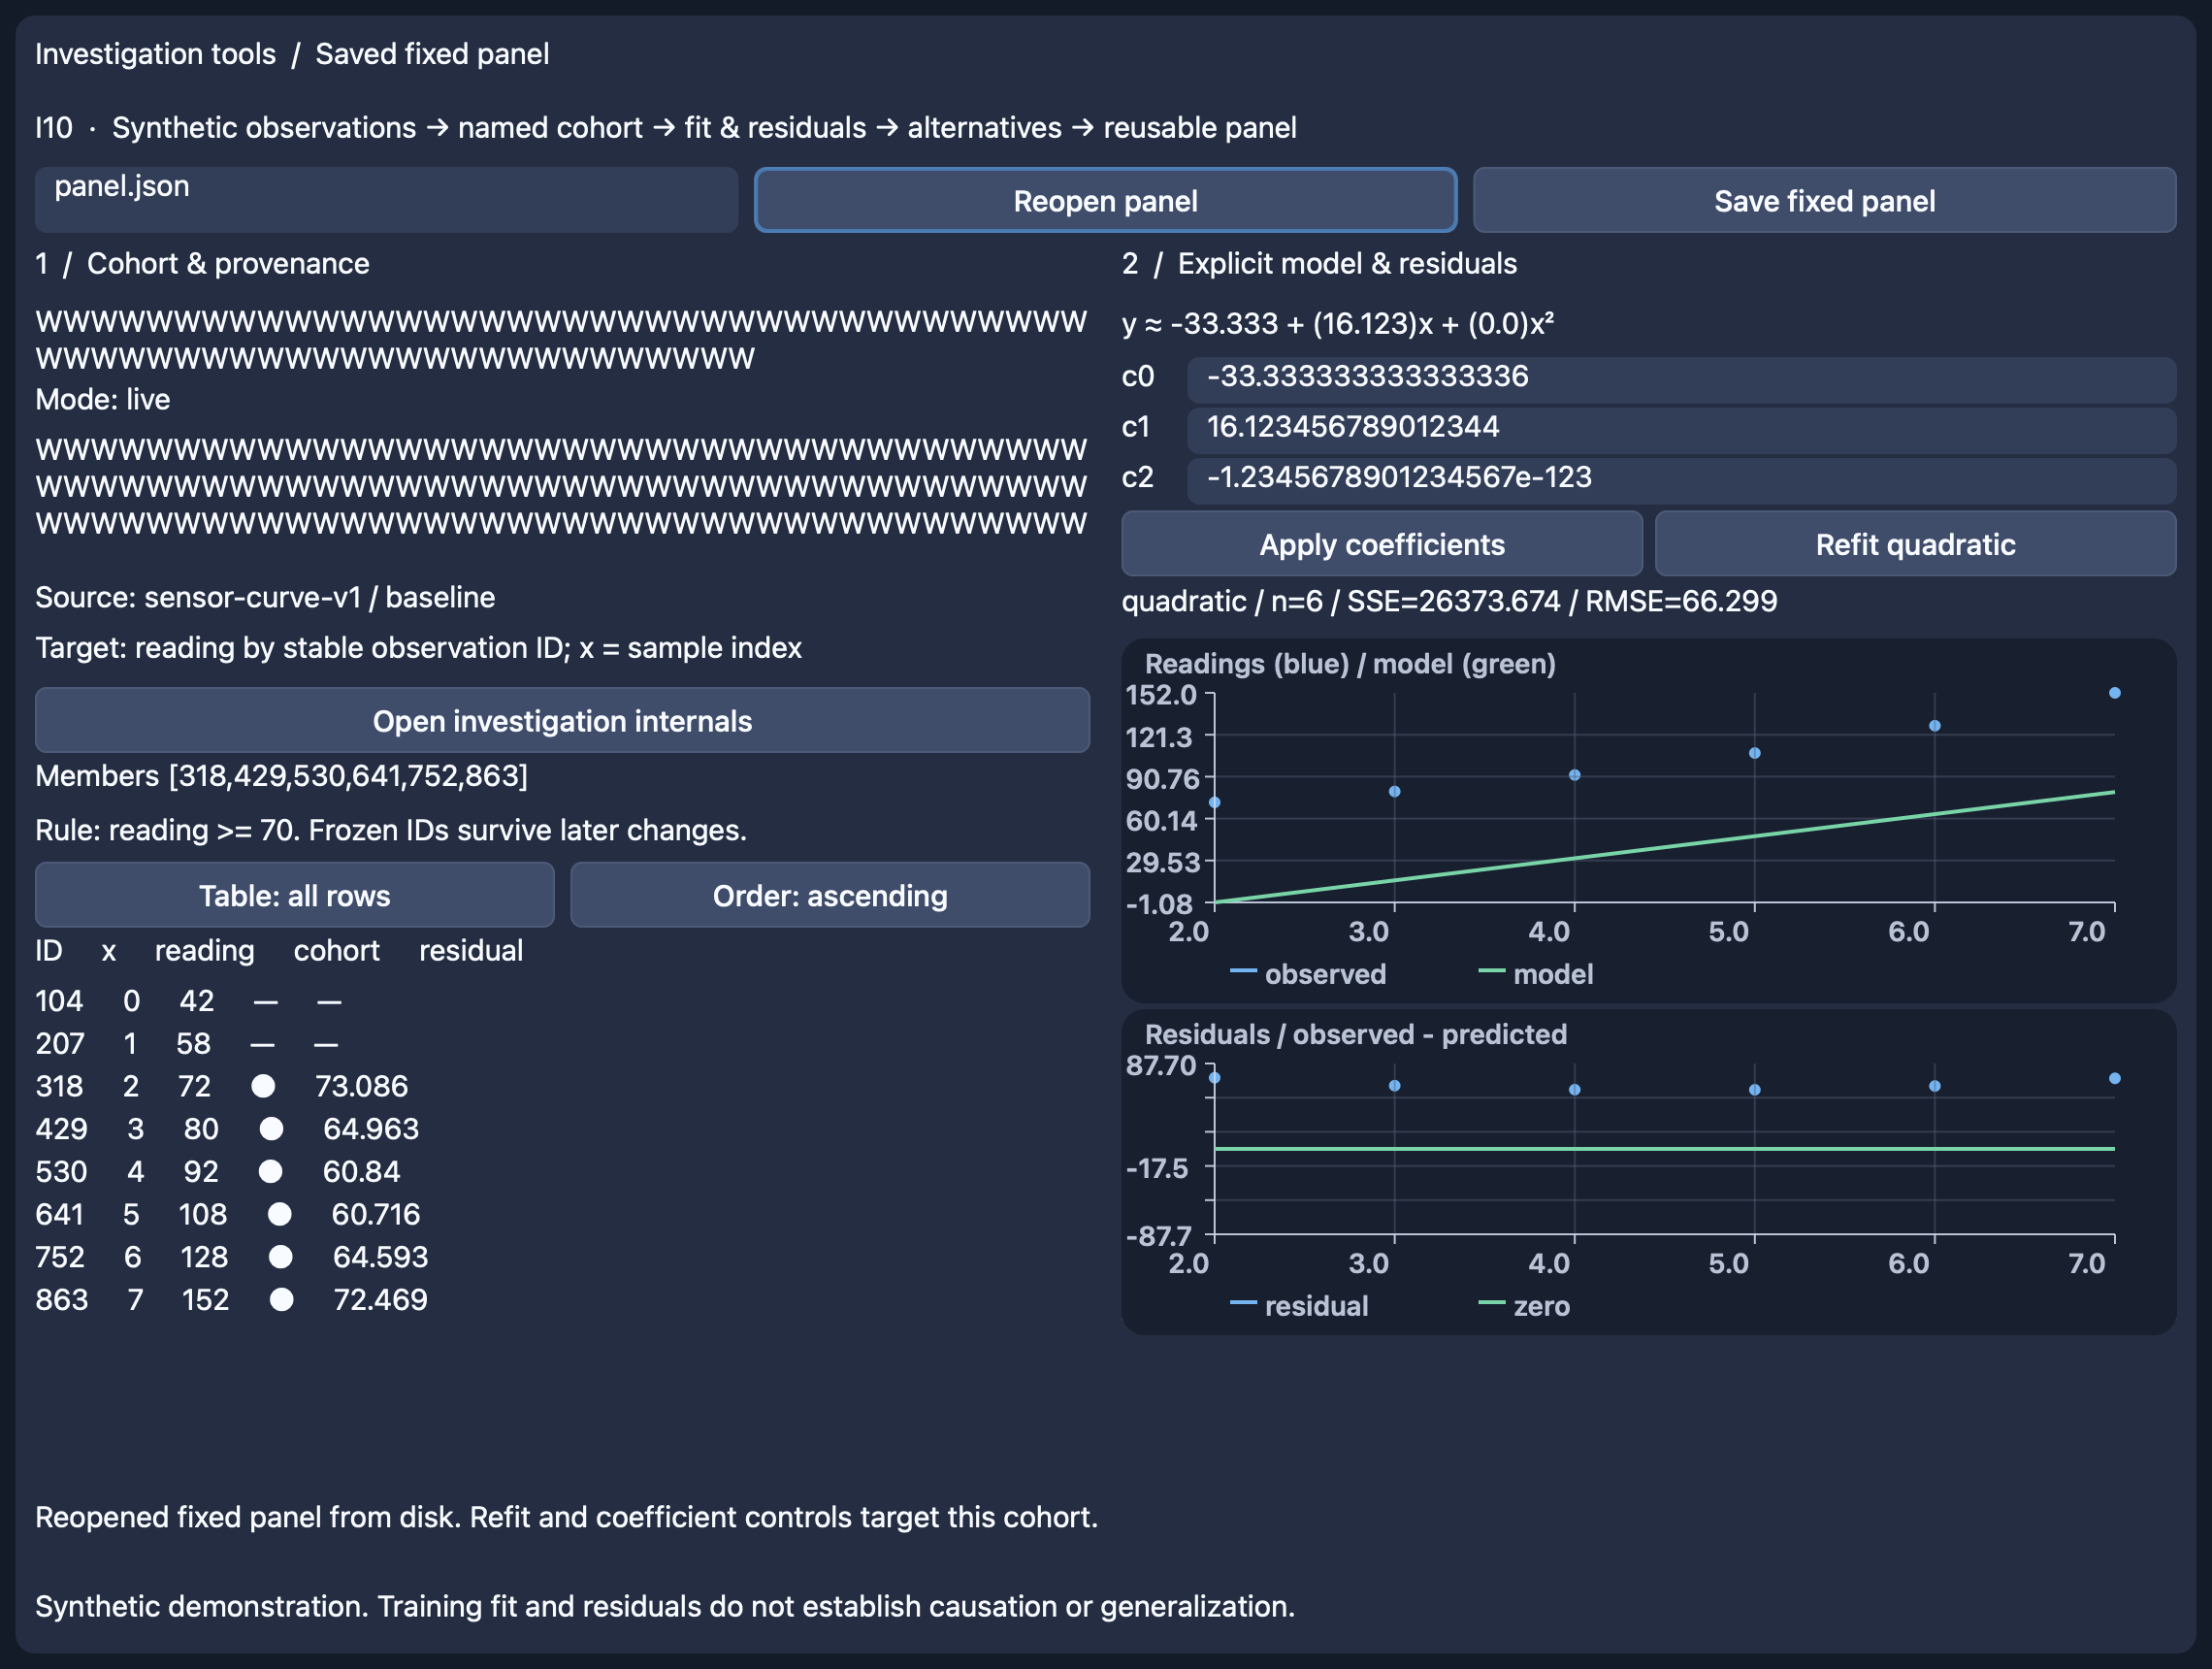 Investigation tools / Saved fixed panel
I10 · Synthetic observations → named cohort → fit & residuals → alternatives → reusable panel
panel.json
Reopen panel
Save fixed panel
1 / Cohort & provenance
WWWWWWWWWWWWWWWWWWWWWWWWWWWWWWWWWWWWWW
WWWWWWWWWWWWWWWWWWWWWWWWWW
Mode: live
WWWWWWWWWWWWWWWWWWWWWWWWWWWWWWWWWWWWWW
WWWWWWWWWWWWWWWWWWWWWWWWWWWWWWWWWWWWWW
WWWWWWWWWWWWWWWWWWWWWWWWWWWWWWWWWWWWWW
Source: sensor-curve-v1 / baseline
Target: reading by stable observation ID; x = sample index
Open investigation internals
Members [318,429,530,641,752,863]
Rule: reading >= 70. Frozen IDs survive later changes.
Table: all rows
Order: ascending
ID x reading cohort residual
104 0 42 — —
207 1 58 — —
318 2 72 ● 73.086
429 3 80 ● 64.963
530 4 92 ● 60.84
641 5 108 ● 60.716
752 6 128 ● 64.593
863 7 152 ● 72.469
2 / Explicit model & residuals
y ≈ -33.333 + (16.123)x + (0.0)x²
c0 -33.333333333333336
c1 16.123456789012344
c2 -1.2345678901234567e-123
Apply coefficients
Refit quadratic
quadratic / n=6 / SSE=26373.674 / RMSE=66.299
Readings (blue) / model (green)
152.0
121.3
90.76
60.14
29.53
-1.08
2.0 3.0 4.0 5.0 6.0 7.0
observed model
Residuals / observed - predicted
87.70
-17.5
-87.7
2.0 3.0 4.0 5.0 6.0 7.0
residual zero
Reopened fixed panel from disk. Refit and coefficient controls target this cohort.
Synthetic demonstration. Training fit and residuals do not establish causation or generalization.